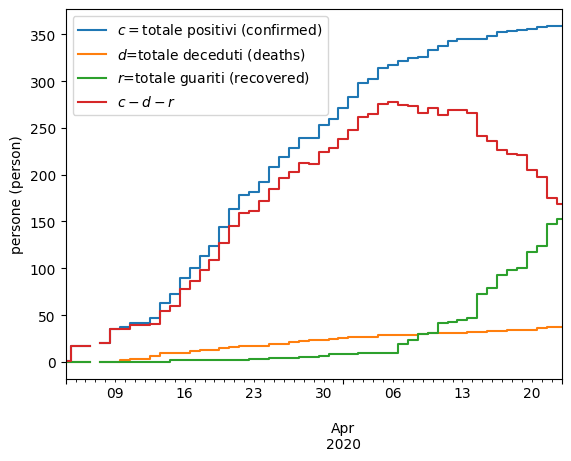 c = totale positivi (confirmed)
d=totale deceduti (deaths)
r=totale guariti (recovered)
c − d − r
persone (person)
350
300
250
200
150
100
50
0
09 16 23 30 06 13 20
Apr
2020